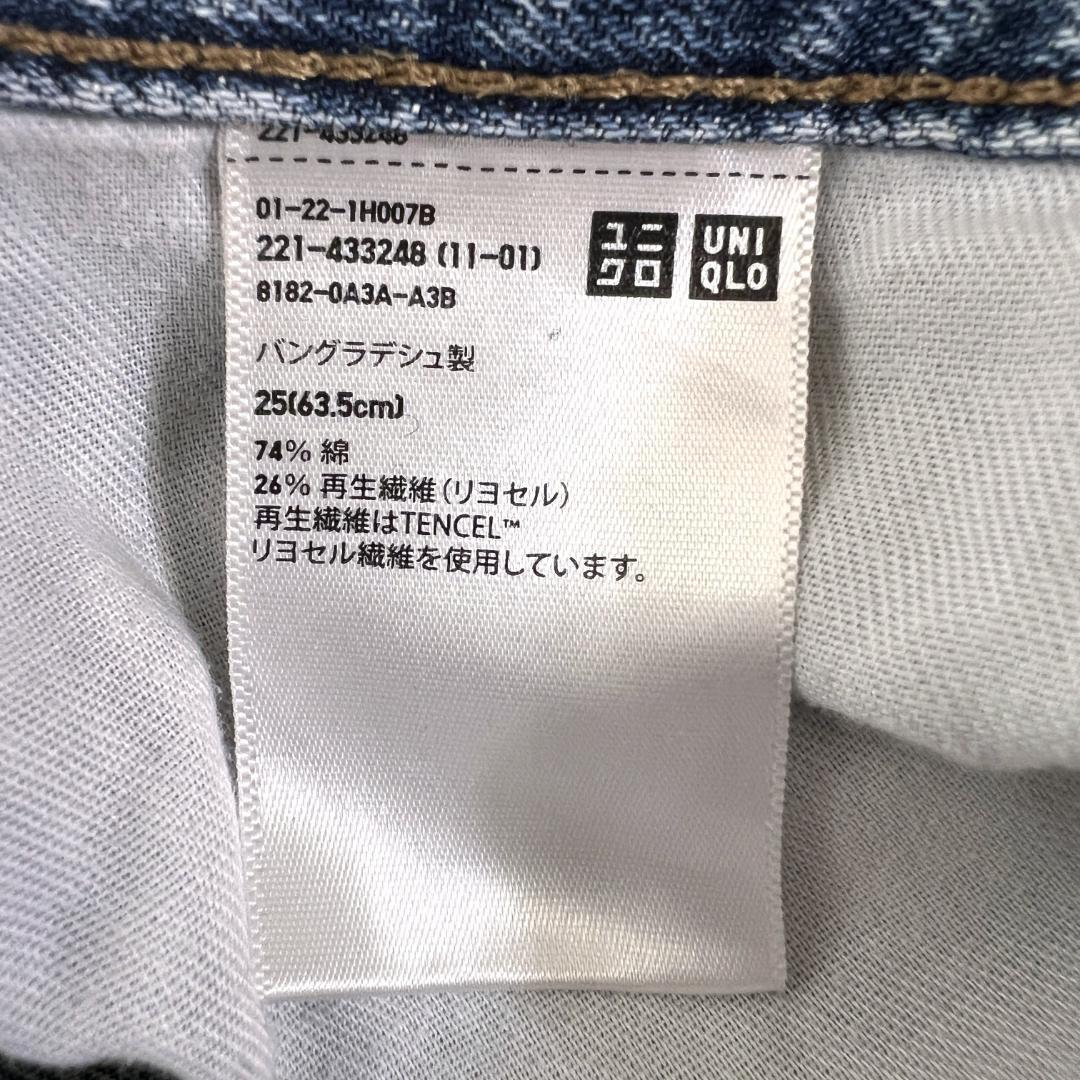 221-433248
01-22-1H007B
221-433248 (11-01)
8182-0A3A-A3B
ユニ
クロ
UNI
QLO
バングラデシュ製
25(63.5cm)
74% 綿
26% 再生繊維(リヨセル)
再生繊維はTENCEL™
リヨセル繊維を使用しています。